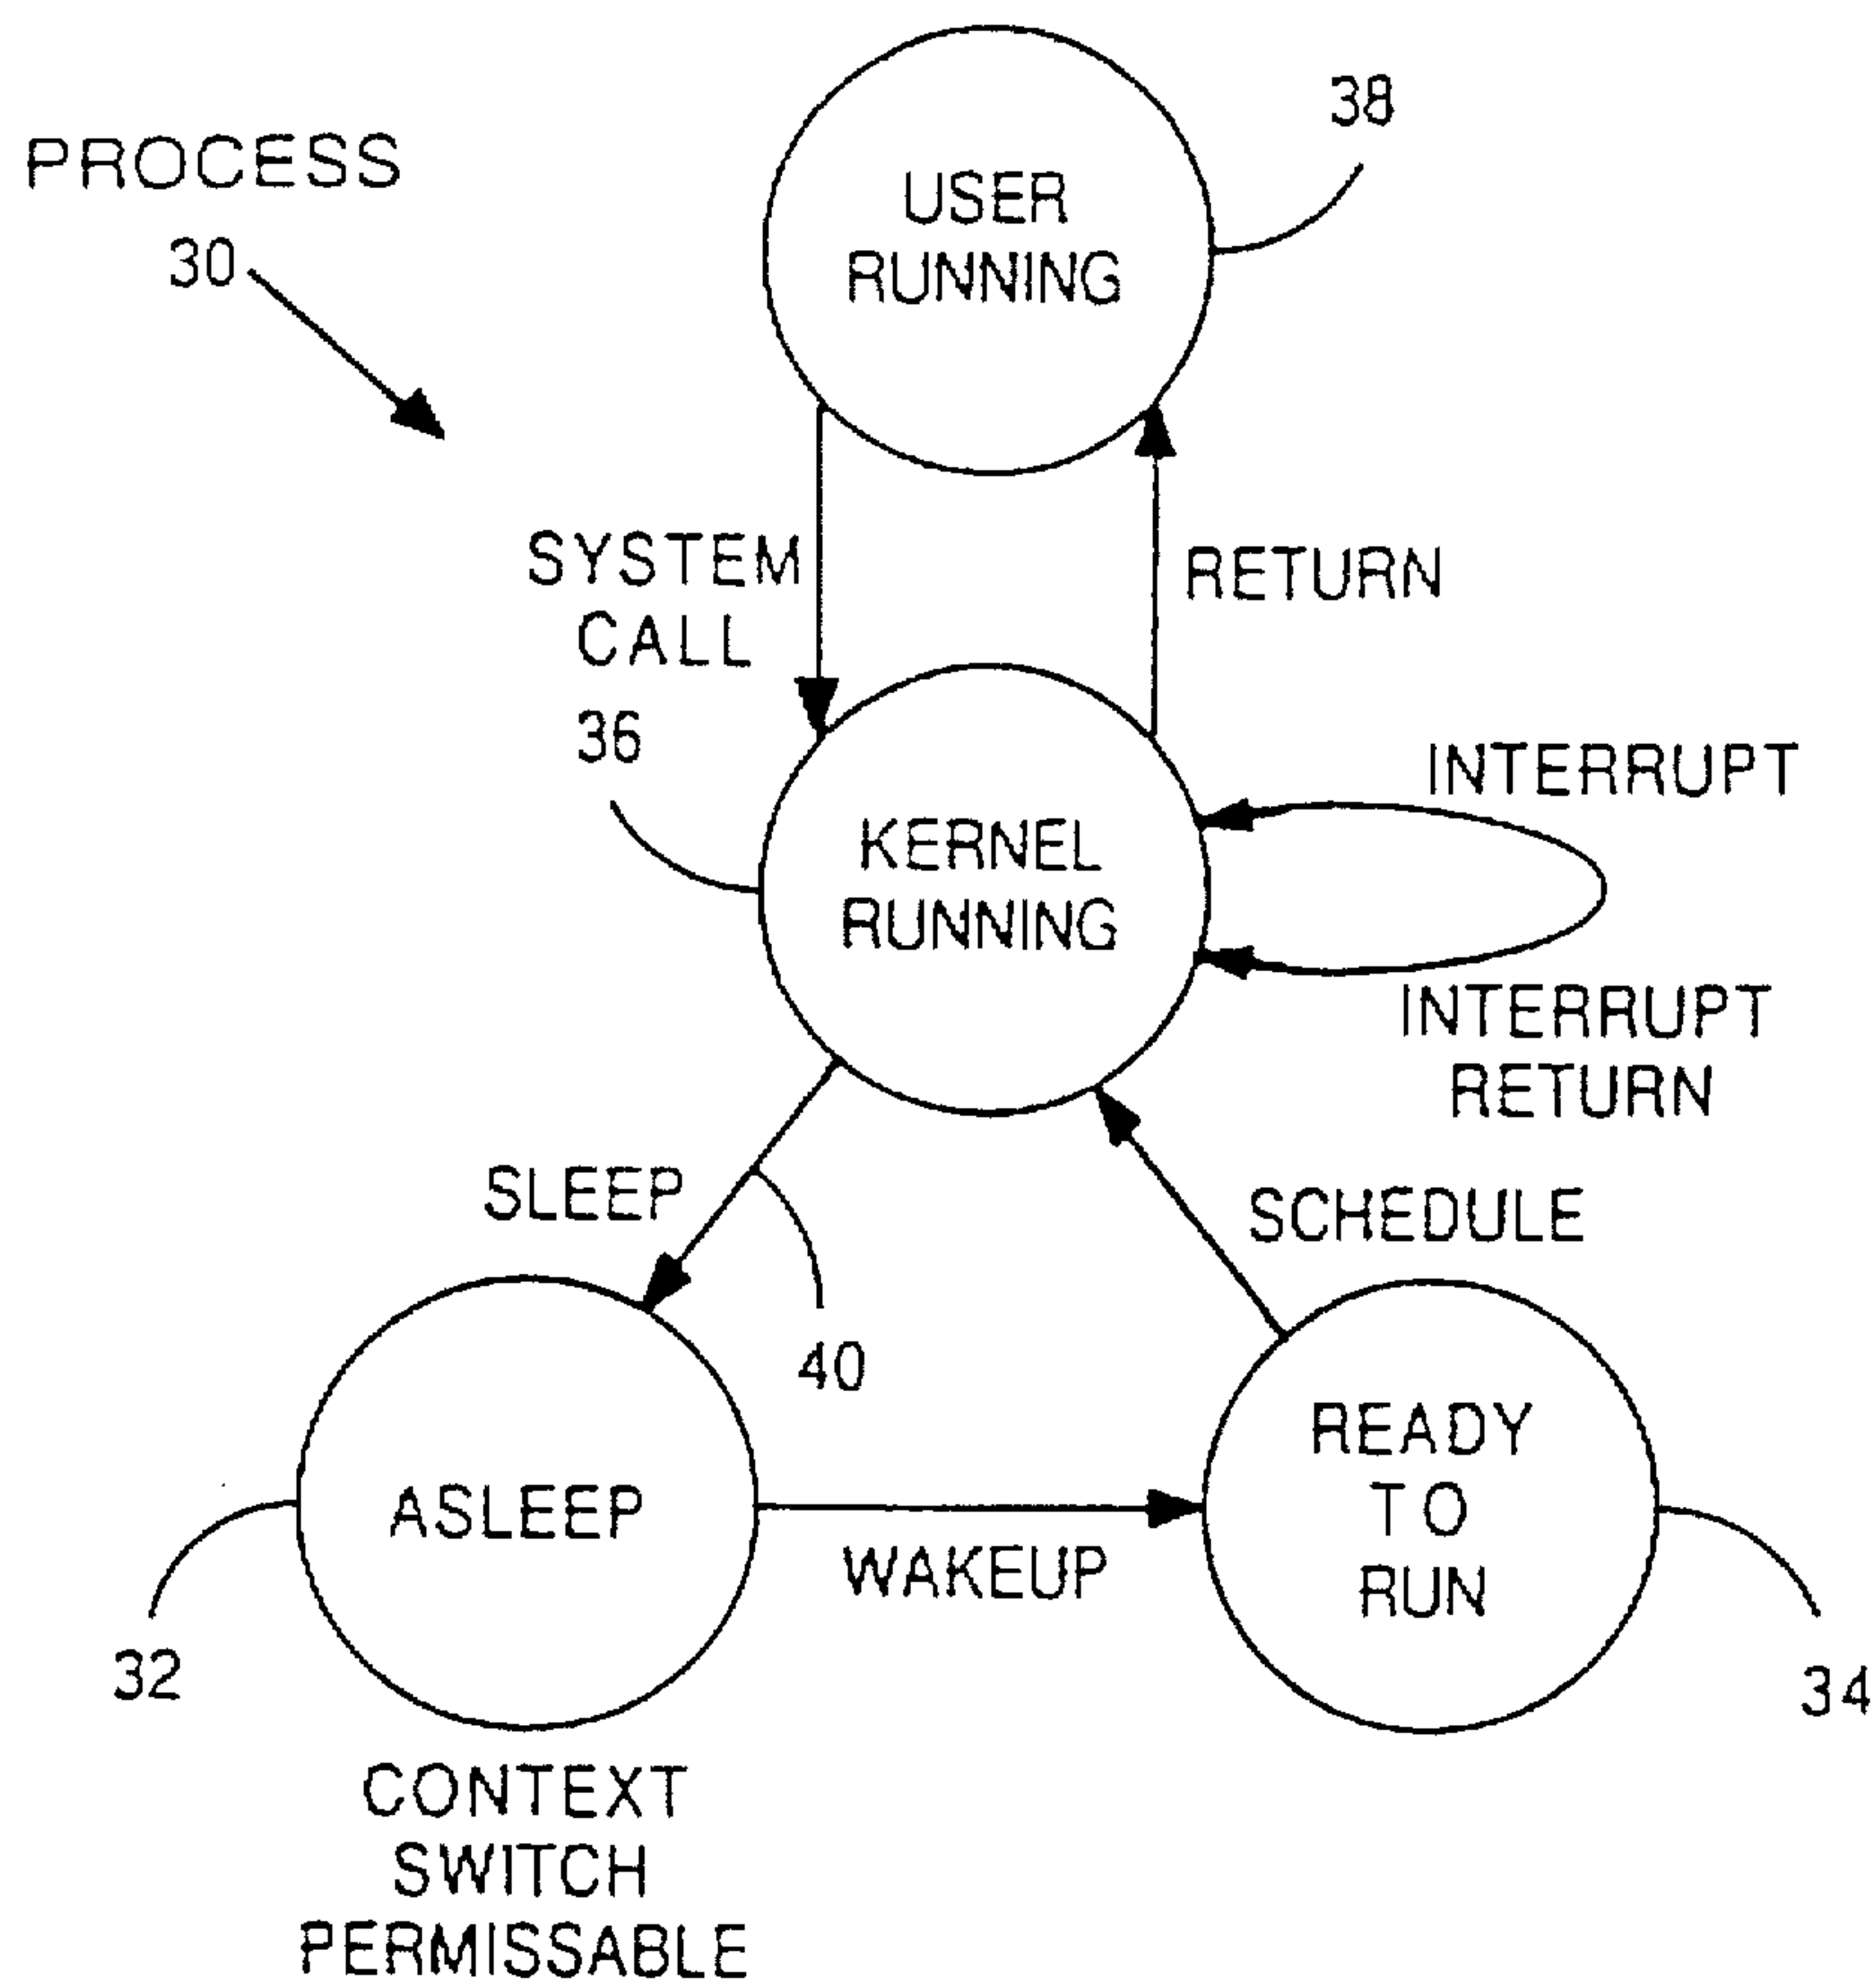 38
PROCESS
30
USER
RUNNING
SYSTEM
CALL
RETURN
36
INTERRUPT
KERNEL
RUNNING
INTERRUPT
RETURN
SLEEP
SCHEDULE
40
ASLEEP
READY
TO
RUN
WAKEUP
32
34
CONTEXT
SWITCH
PERMISSABLE